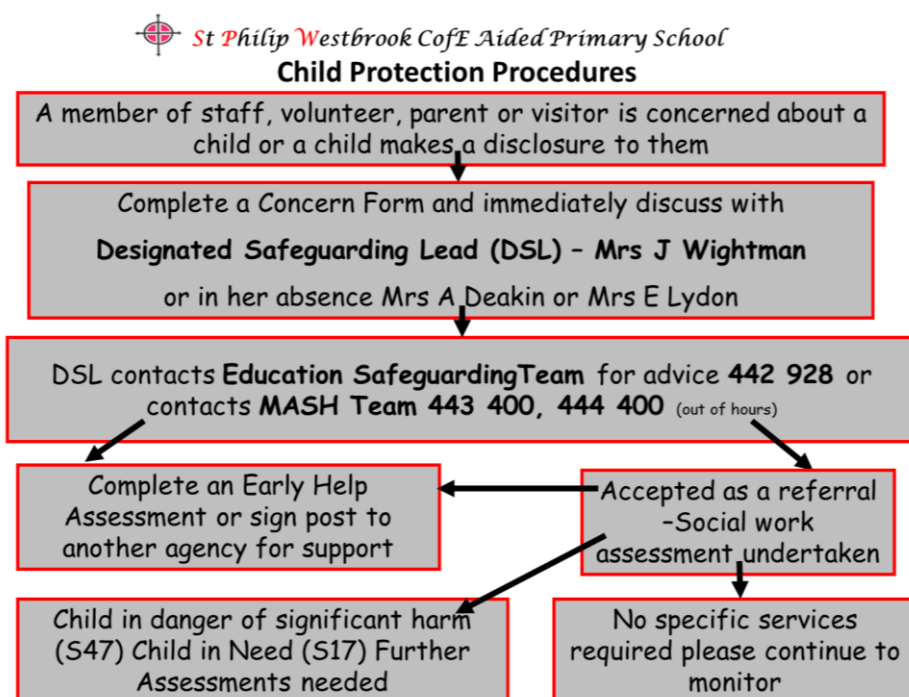 St Philip Westbrook CofE Aided Primary School
Child Protection Procedures
A member of staff, volunteer, parent or visitor is concerned about a
child or a child makes a disclosure to them
Complete a Concern Form and immediately discuss with
Designated Safeguarding Lead (DSL) – Mrs J Wightman
or in her absence Mrs A Deakin or Mrs E Lydon
DSL contacts Education SafeguardingTeam for advice 442 928 or
contacts MASH Team 443 400, 444 400 (out of hours)
Complete an Early Help
Assessment or sign post to
another agency for support
Accepted as a referral
–Social work
assessment undertaken
Child in danger of significant harm
(S47) Child in Need (S17) Further
Assessments needed
No specific services
required please continue to
monitor